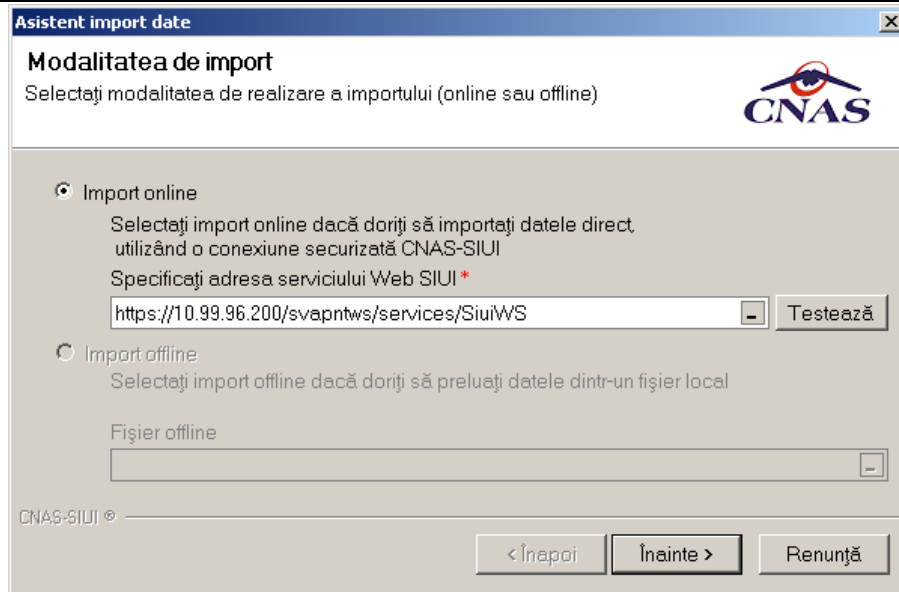 Asistent import date
Modalitatea de import
Selectaţi modalitatea de realizare a importului (online sau offline)
CNAS
Import online
Selectaţi import online dacă doriţi să importaţi datele direct,
utilizând o conexiune securizată CNAS-SIUI
Specificaţi adresa serviciului Web SIUI *
https://10.99.96.200/svapntws/services/SiuiWS
Testează
Import offline
Selectaţi import offline dacă doriţi să preluaţi datele dintr-un fişier local
Fişier offline
CNAS-SIUI ®
< Înapoi Înainte > Renunţă